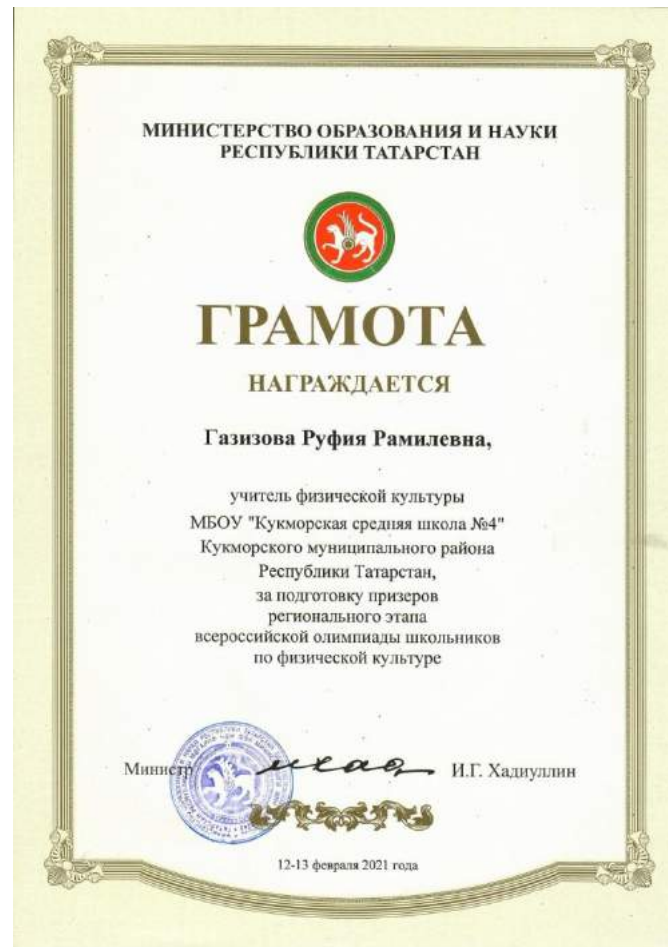 МИНИСТЕРСТВО ОБРАЗОВАНИЯ И НАУКИ
РЕСПУБЛИКИ ТАТАРСТАН
ГРАМОТА
НАГРАЖДАЕТСЯ
Газизова Руфия Рамилевна,
учитель физической культуры
МБОУ "Кукморская средняя школа №4"
Кукморского муниципального района
Республики Татарстан,
за подготовку призеров
регионального этапа
всероссийской олимпиады школьников
по физической культуре
Министр И.Г. Хадиуллин
12-13 февраля 2021 года